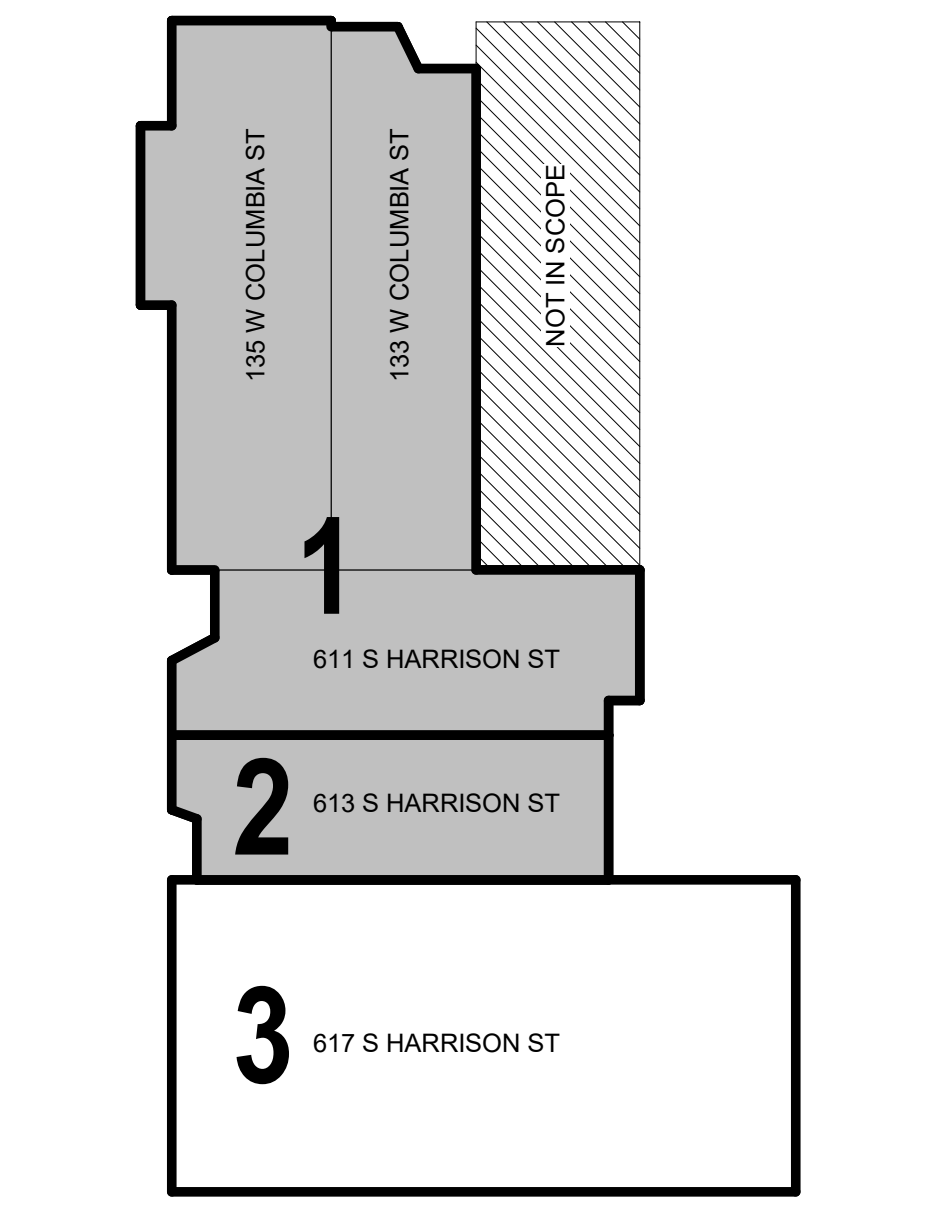 135 W COLUMBIA ST
133 W COLUMBIA ST
NOT IN SCOPE
1
611 S HARRISON ST
2
613 S HARRISON ST
3
617 S HARRISON ST